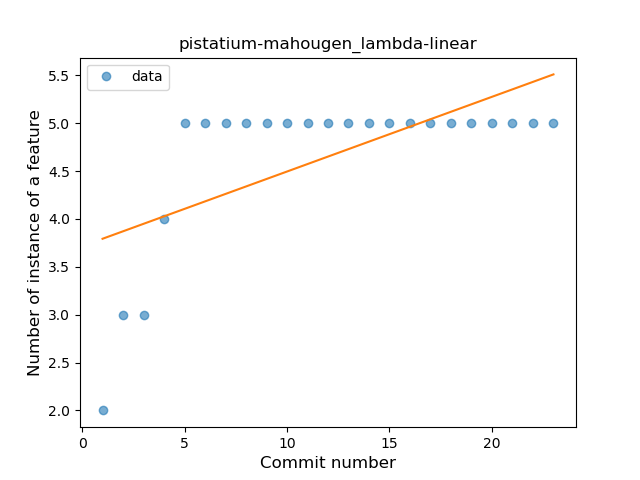 pistatium-mahougen_lambda-linear
data
Number of instance of a feature
5.5
5.0
4.5
4.0
3.5
3.0
2.5
2.0
0 5 10 15 20
Commit number